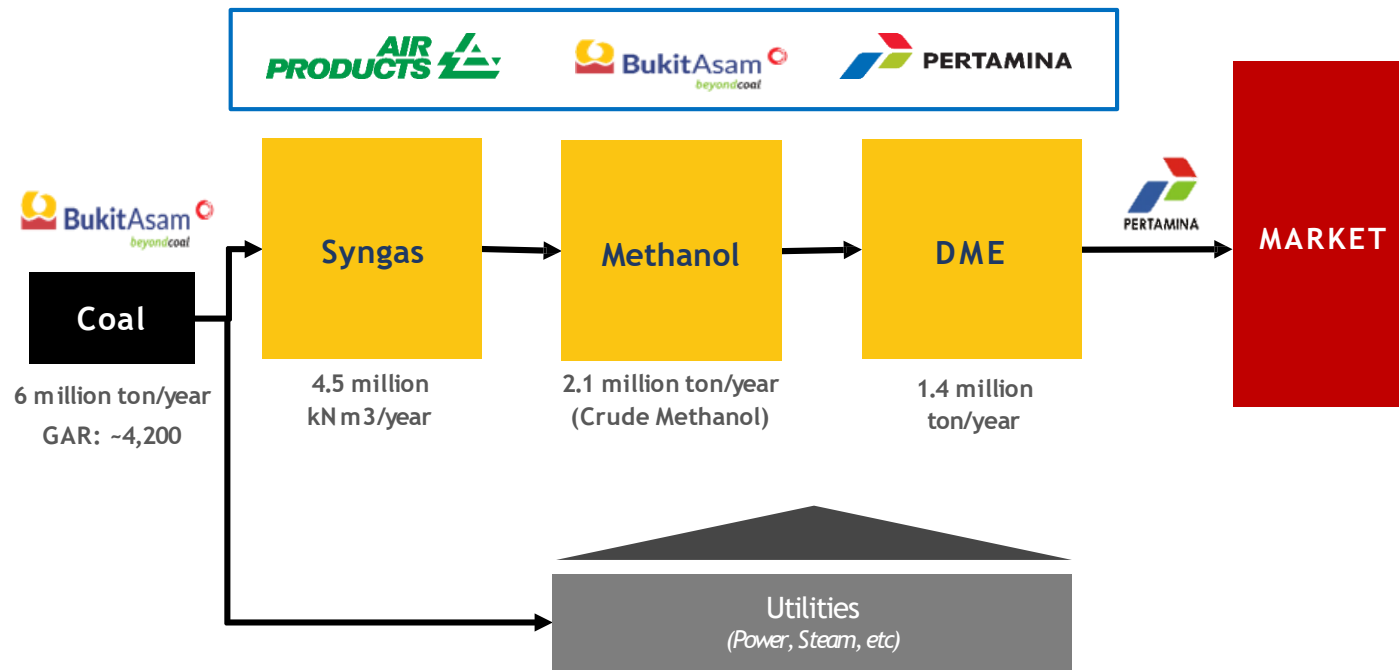 AIR
PRODUCTS
BukitAsam
beyondcoal
PERTAMINA
BukitAsam
beyondcoal
Coal
6 million ton/year
GAR: ~4,200
Syngas
4.5 million
kNm3/year
Methanol
2.1 million ton/year
(Crude Methanol)
DME
1.4 million
ton/year
PERTAMINA
MARKET
Utilities
(Power, Steam, etc)